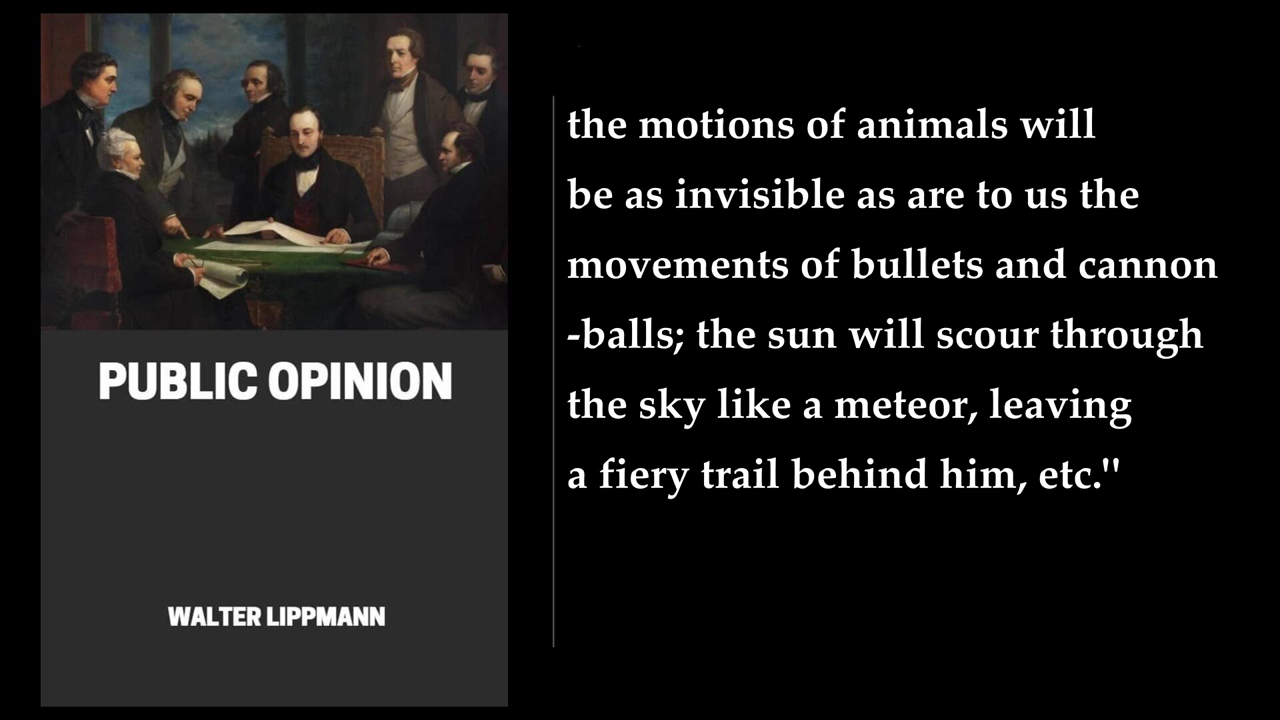 PUBLIC OPINION
WALTER LIPPMANN
the motions of animals will
be as invisible as are to us the
movements of bullets and cannon
-balls; the sun will scour through
the sky like a meteor, leaving
a fiery trail behind him, etc."